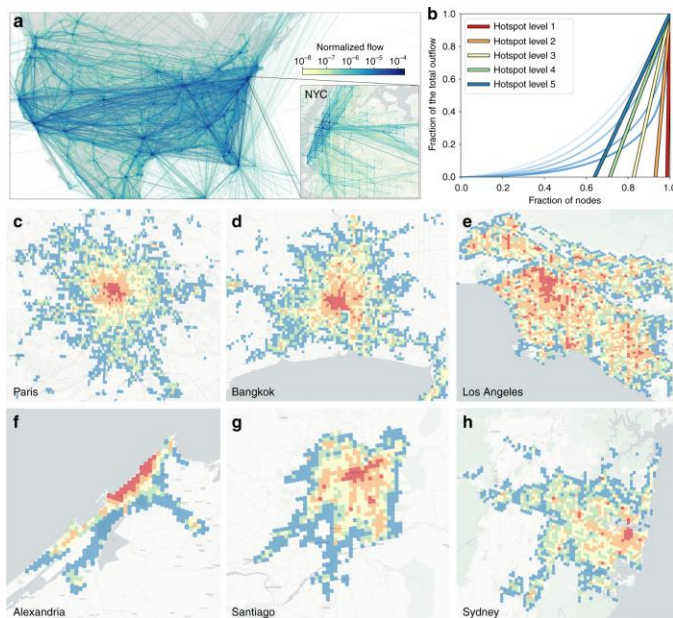 a
Normalized flow
10⁻⁸ 10⁻⁷ 10⁻⁶ 10⁻⁵ 10⁻⁴
NYC
b
Fraction of the total outflow
1.0
0.8
0.6
0.4
0.2
0.0
Hotspot level 1
Hotspot level 2
Hotspot level 3
Hotspot level 4
Hotspot level 5
0.0 0.2 0.4 0.6 0.8 1.0
Fraction of nodes
c
Paris
d
Bangkok
e
Los Angeles
f
Alexandria
g
Santiago
h
Sydney